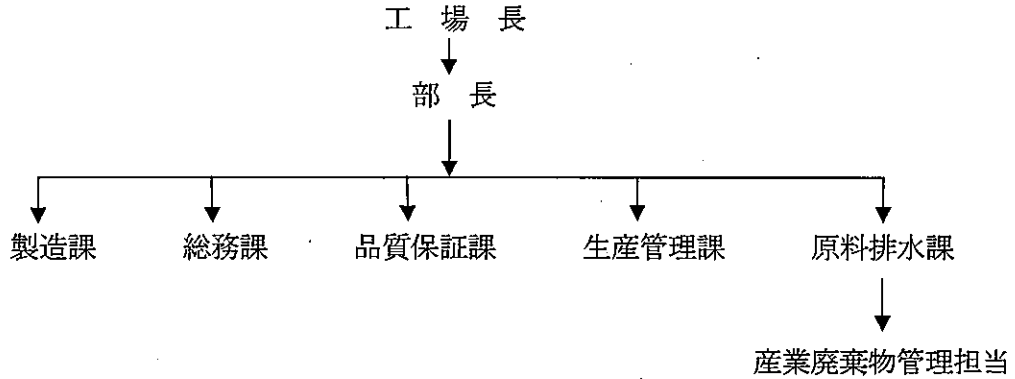 工場長
部長
製造課
総務課
品質保証課
生産管理課
原料排水課
産業廃棄物管理担当